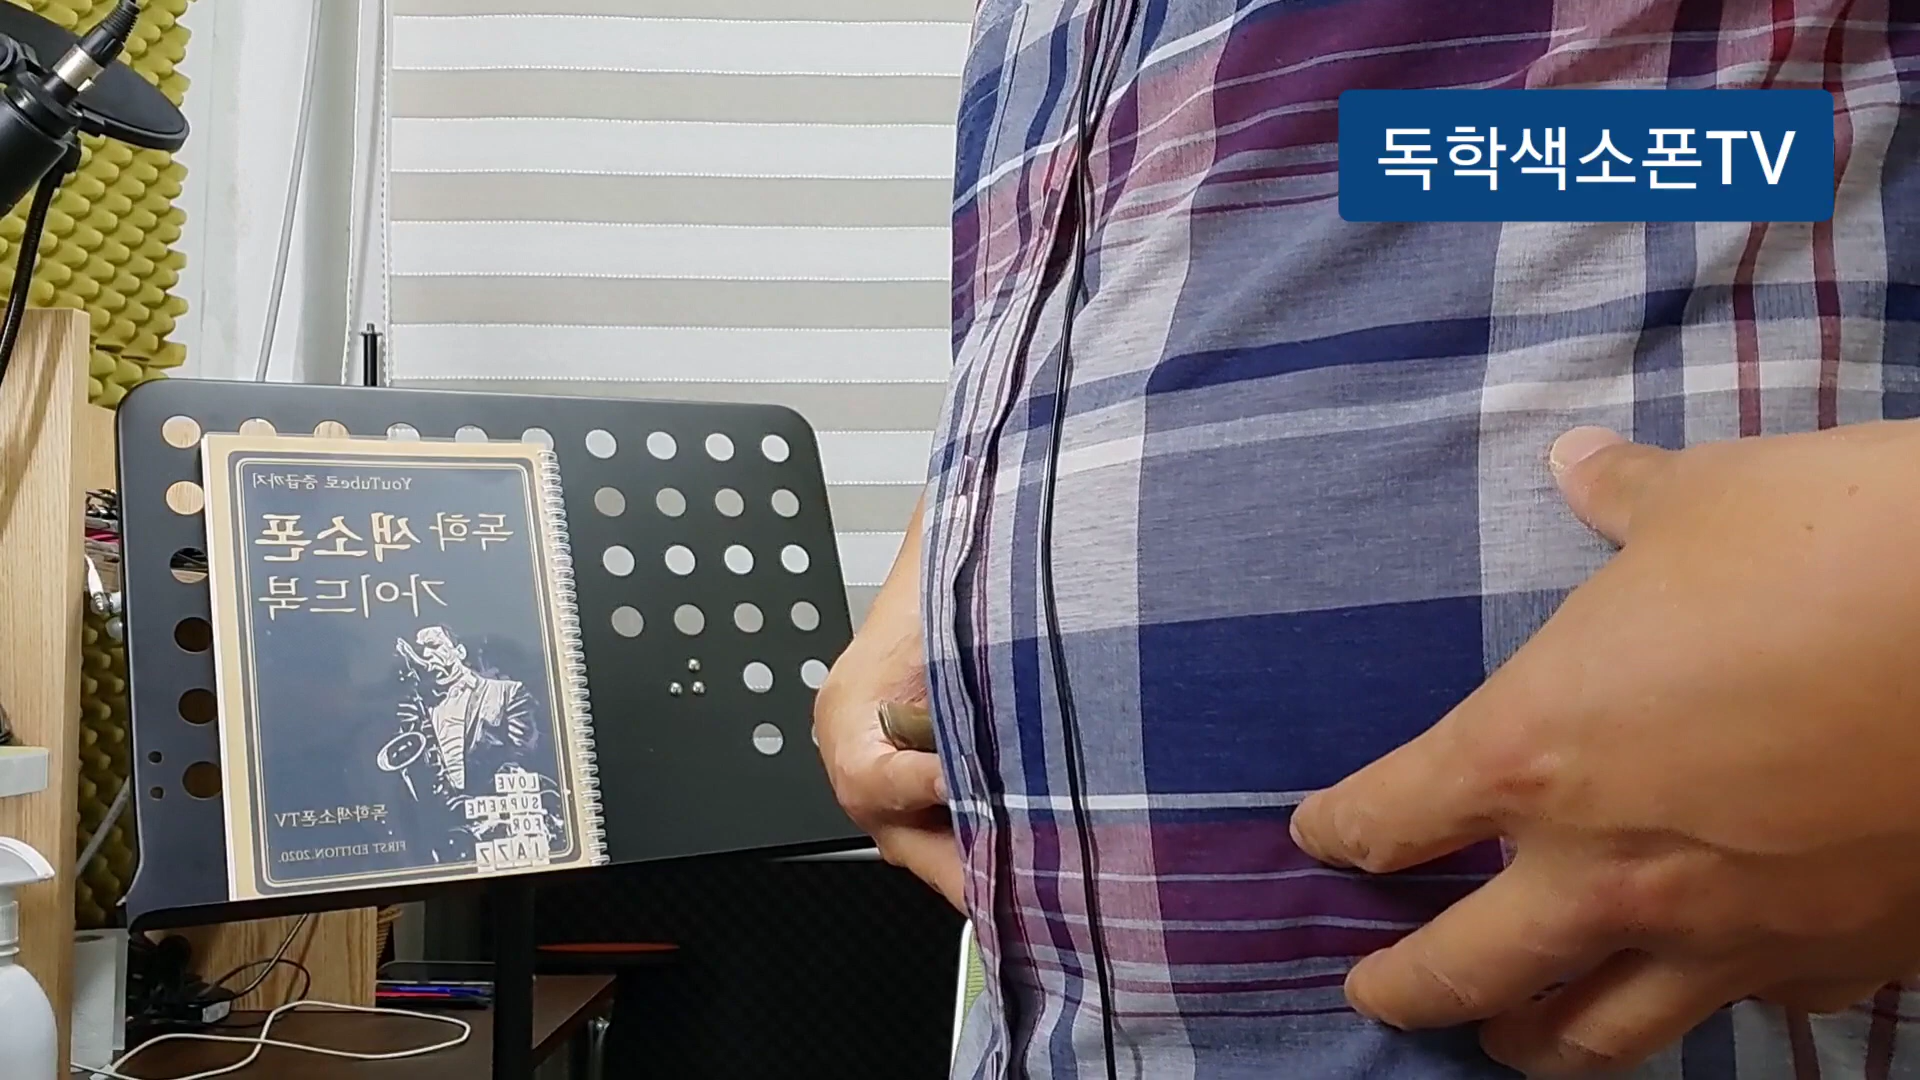 독학색소폰TV
YouTube로 중급까지
독학 색소폰
가이드북
LOVE
SUPREME
FOR
JAZZ
독학색소폰TV
FIRST EDITION.2020.